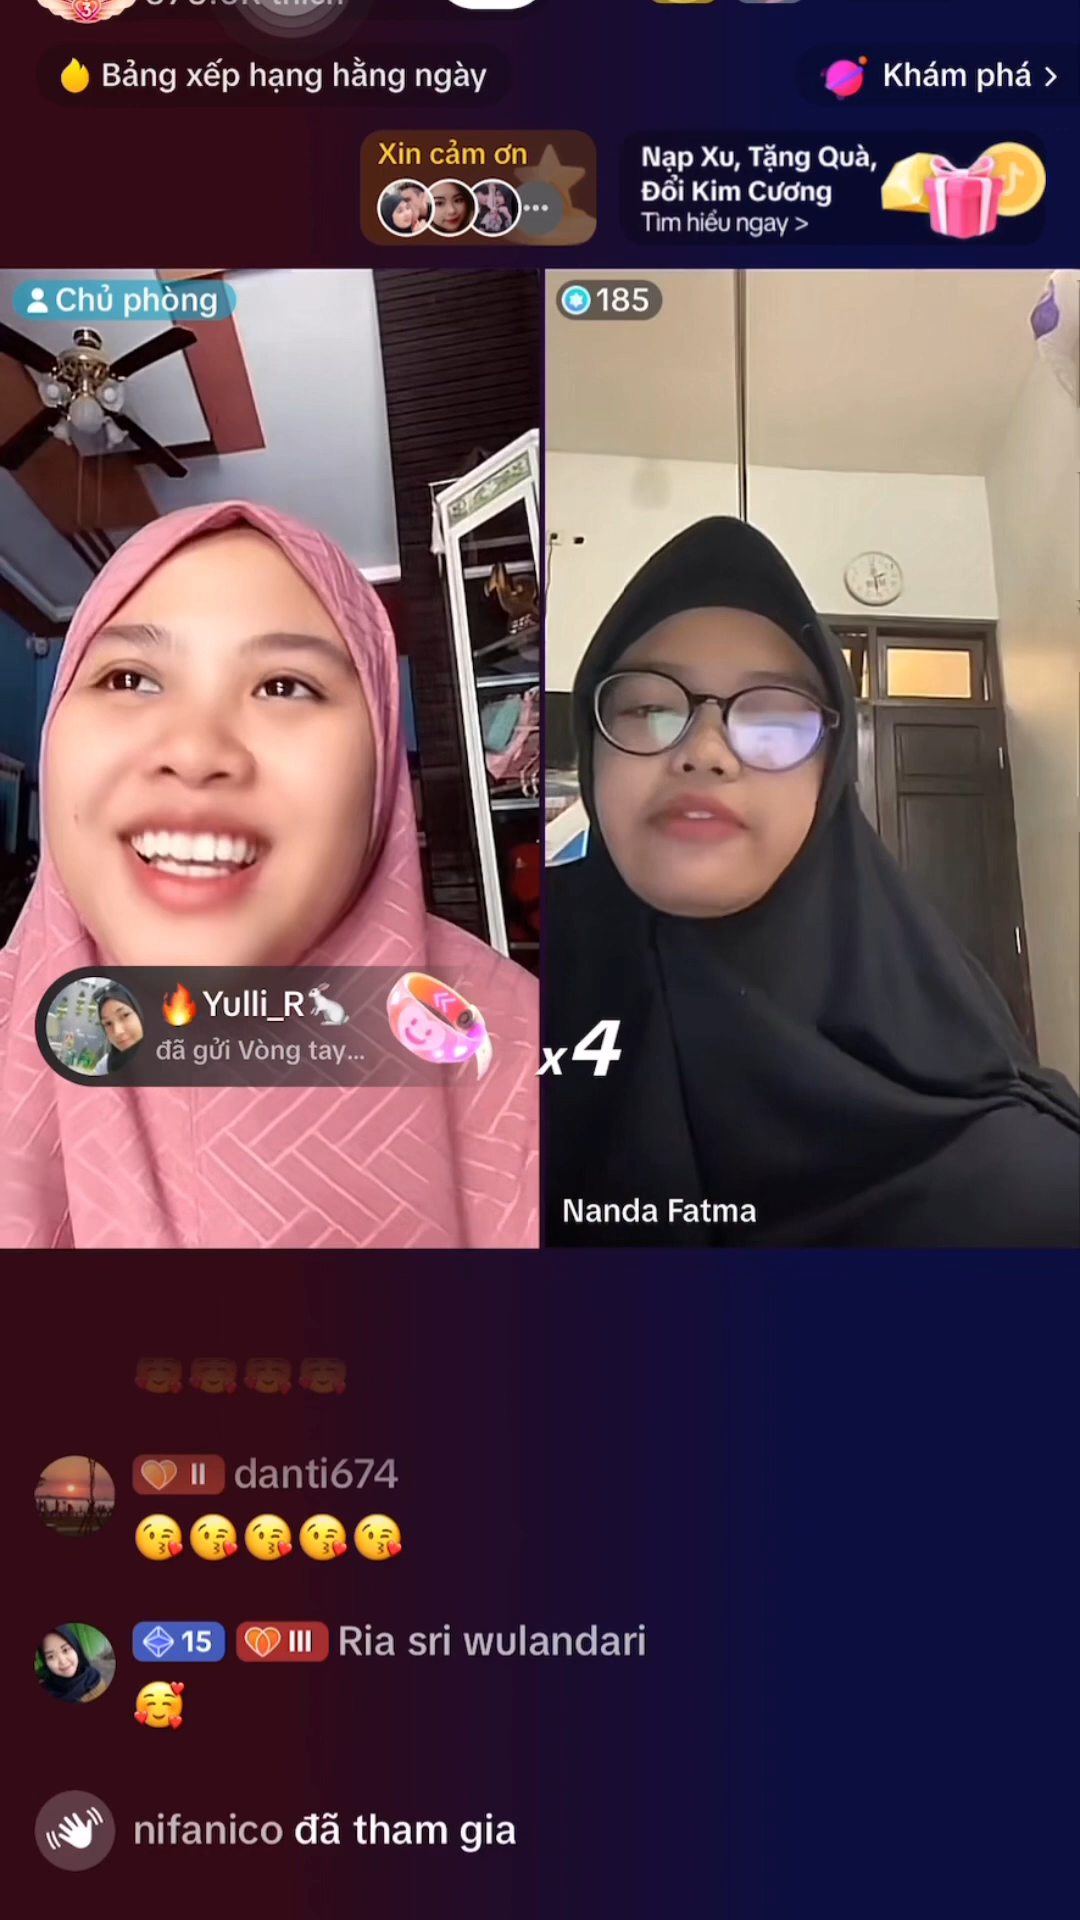 Bảng xếp hạng hằng ngày
Khám phá >
Xin cảm ơn
Nạp Xu, Tặng Quà,
Đổi Kim Cương
Tìm hiểu ngay >
Chủ phòng
185
Yulli_R
đã gửi Vòng tay...
x4
Nanda Fatma
II danti674
15 III Ria sri wulandari
nifanico đã tham gia